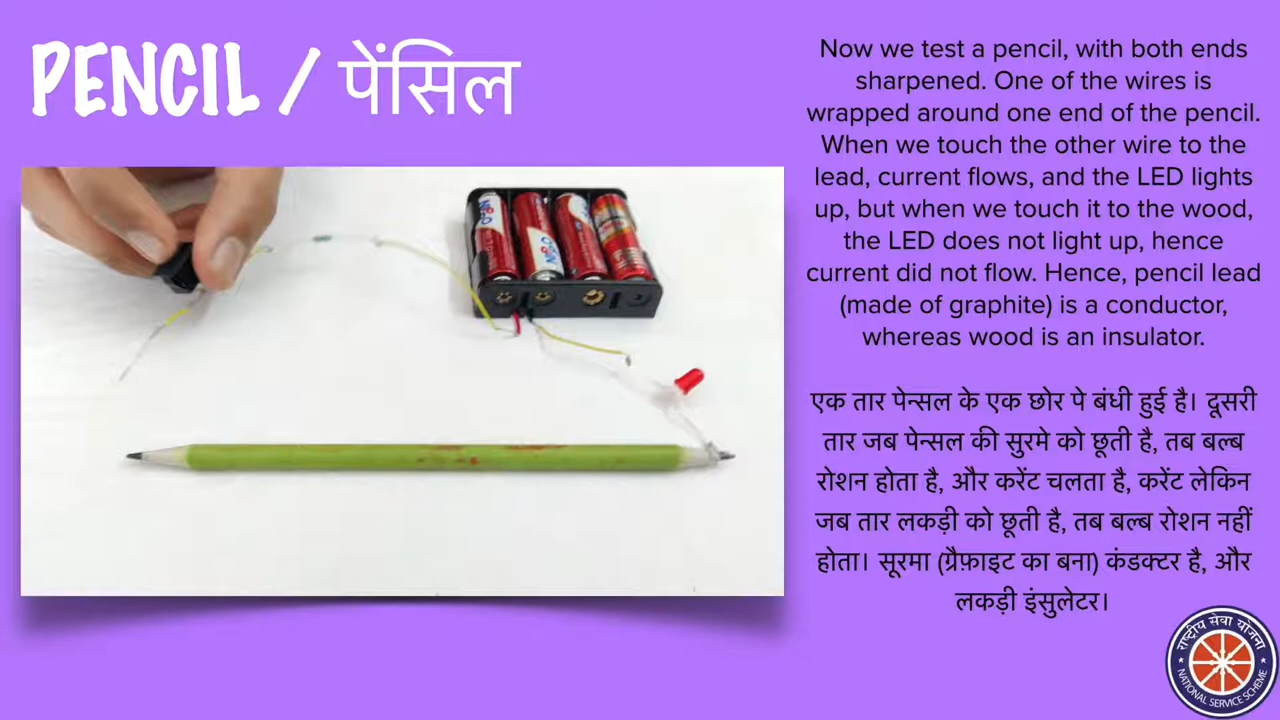 PENCIL / पेंसिल
Now we test a pencil, with both ends
sharpened. One of the wires is
wrapped around one end of the pencil.
When we touch the other wire to the
lead, current flows, and the LED lights
up, but when we touch it to the wood,
the LED does not light up, hence
current did not flow. Hence, pencil lead
(made of graphite) is a conductor,
whereas wood is an insulator.
एक तार पेन्सल के एक छोर पे बंधी हुई है। दूसरी
तार जब पेन्सल की सुरमे को छूती है, तब बल्ब
रोशन होता है, और करेंट चलता है, करेंट लेकिन
जब तार लकड़ी को छूती है, तब बल्ब रोशन नहीं
होता। सूरमा (ग्रैफ़ाइट का बना) कंडक्टर है, और
लकड़ी इंसुलेटर।
राष्ट्रीय सेवा योजना
NATIONAL SERVICE SCHEME